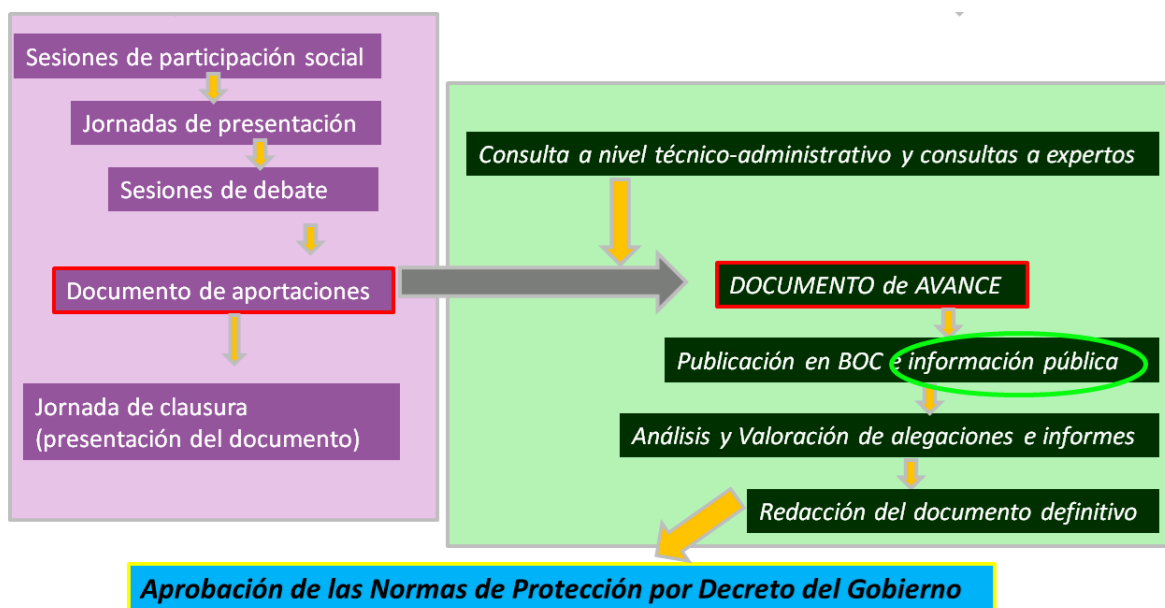 Sesiones de participación social
Jornadas de presentación
Sesiones de debate
Documento de aportaciones
Jornada de clausura
(presentación del documento)
Consulta a nivel técnico-administrativo y consultas a expertos
DOCUMENTO de AVANCE
Publicación en BOC e información pública
Análisis y Valoración de alegaciones e informes
Redacción del documento definitivo
Aprobación de las Normas de Protección por Decreto del Gobierno